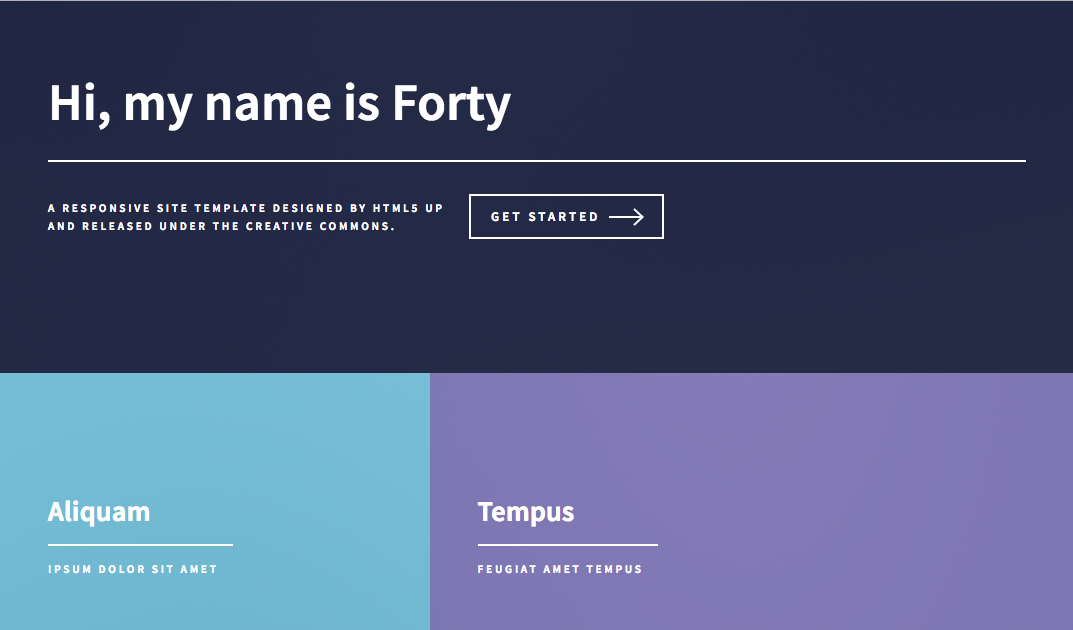 Hi, my name is Forty
A RESPONSIVE SITE TEMPLATE DESIGNED BY HTML5 UP
AND RELEASED UNDER THE CREATIVE COMMONS.
GET STARTED
Aliquam
IPSUM DOLOR SIT AMET
Tempus
FEUGIAT AMET TEMPUS